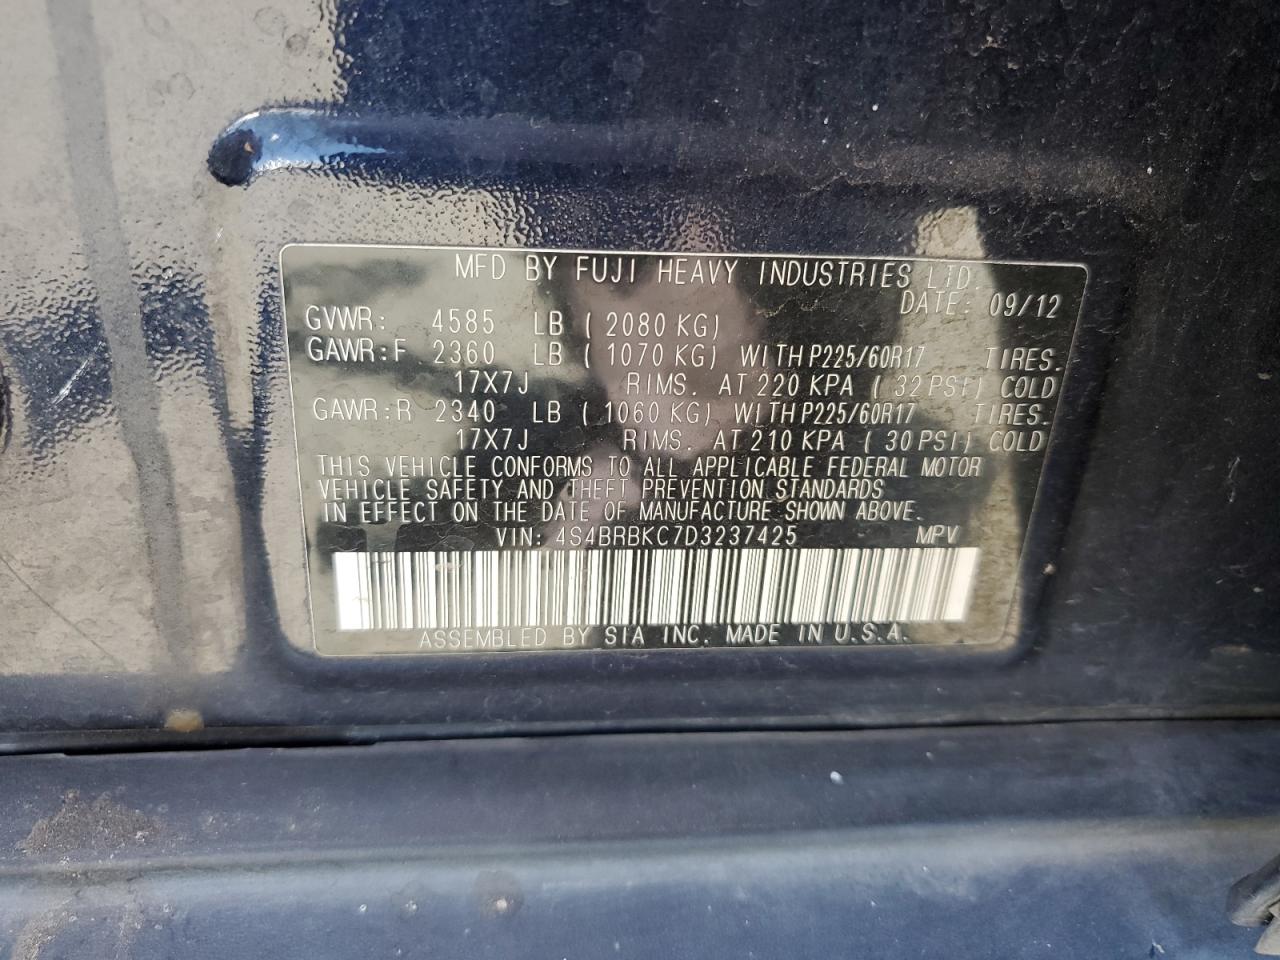 MFD BY FUJI HEAVY INDUSTRIES LTD.
DATE: 09/12
GVWR: 4585 LB ( 2080 KG)
GAWR:F 2360 LB ( 1070 KG) WITH P225/60R17 TIRES.
17X7J RIMS. AT 220 KPA ( 32 PSI) COLD
GAWR:R 2340 LB ( 1060 KG) WITH P225/60R17 TIRES.
17X7J RIMS. AT 210 KPA ( 30 PSI) COLD
THIS VEHICLE CONFORMS TO ALL APPLICABLE FEDERAL MOTOR
VEHICLE SAFETY AND THEFT PREVENTION STANDARDS
IN EFFECT ON THE DATE OF MANUFACTURE SHOWN ABOVE.
VIN: 4S4BRBKC7D3237425 MPV
ASSEMBLED BY SIA INC. MADE IN U.S.A.